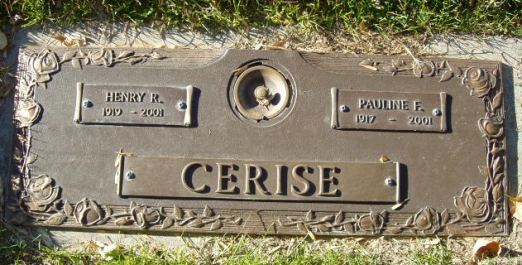 HENRY R.
1919 - 2001
PAULINE F.
1917 - 2001
CERISE